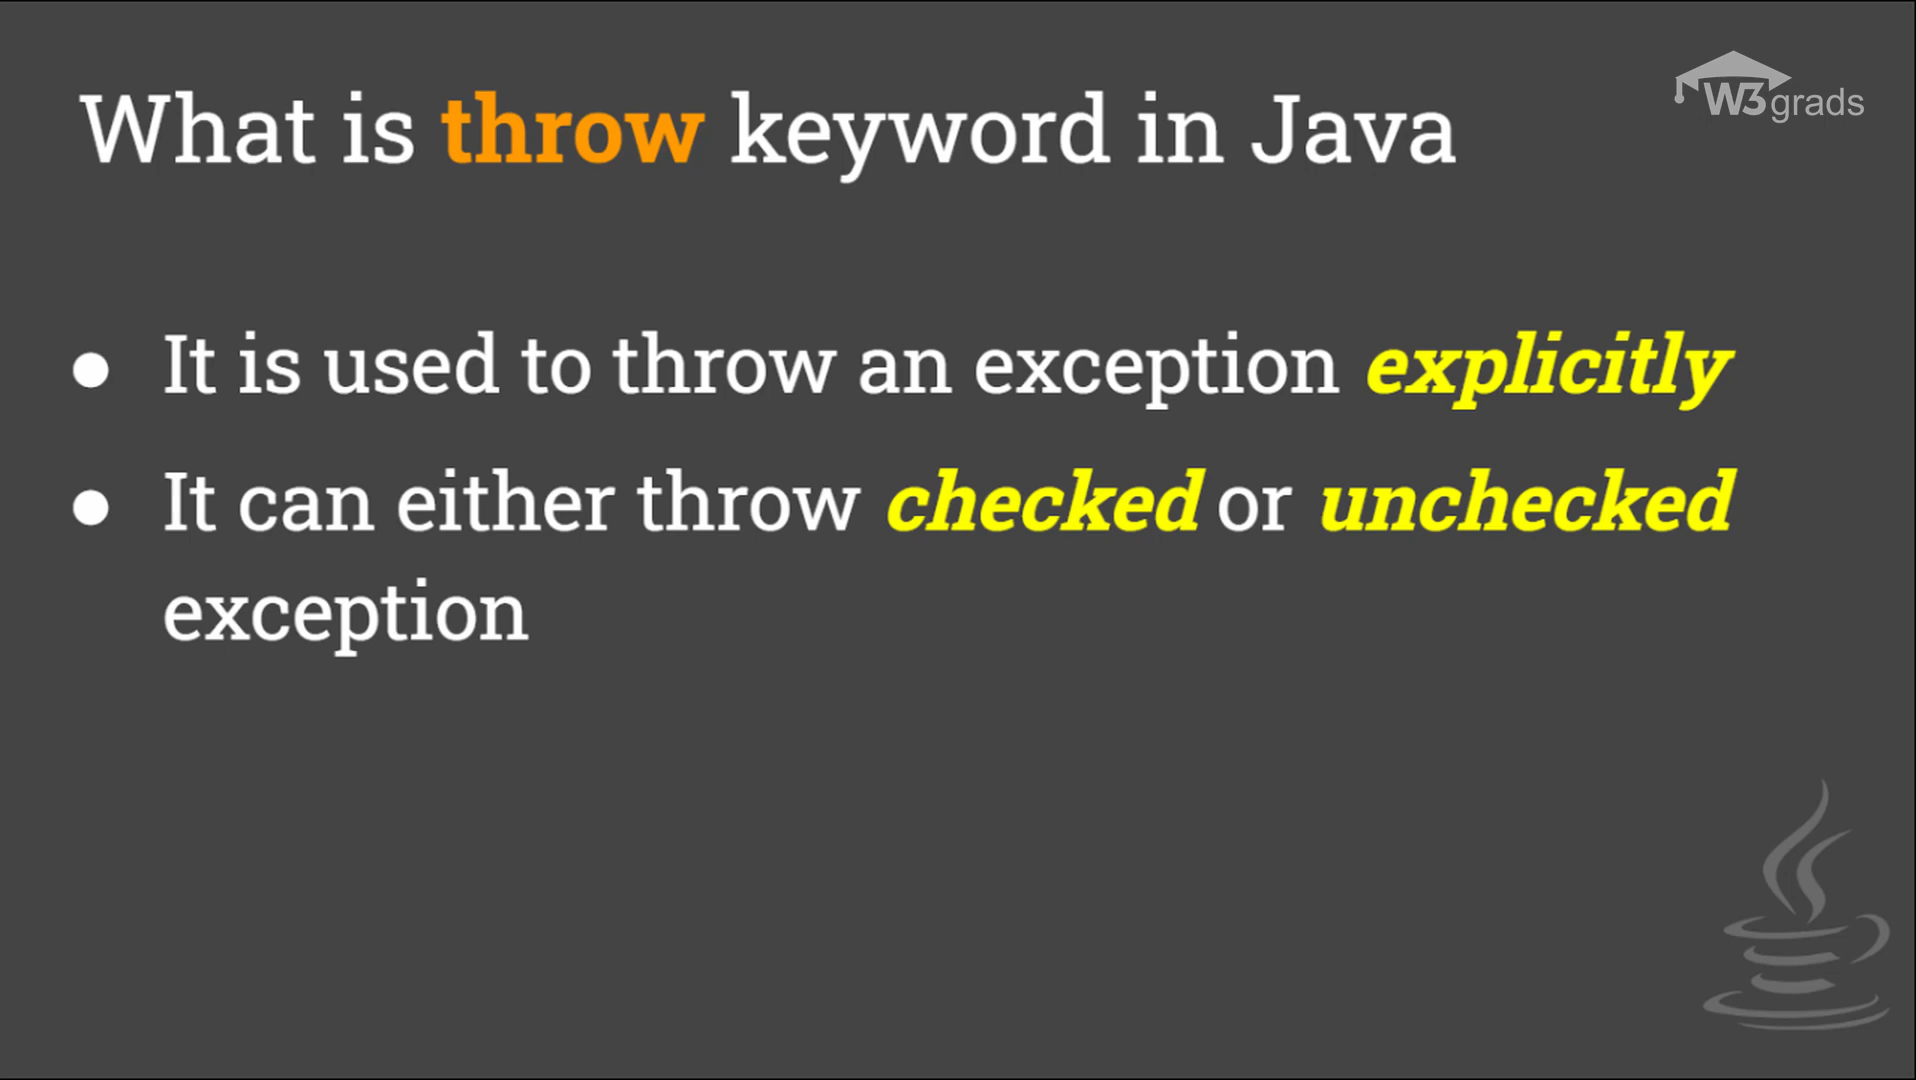 What is throw keyword in Java
W3grads
● It is used to throw an exception explicitly
● It can either throw checked or unchecked
exception